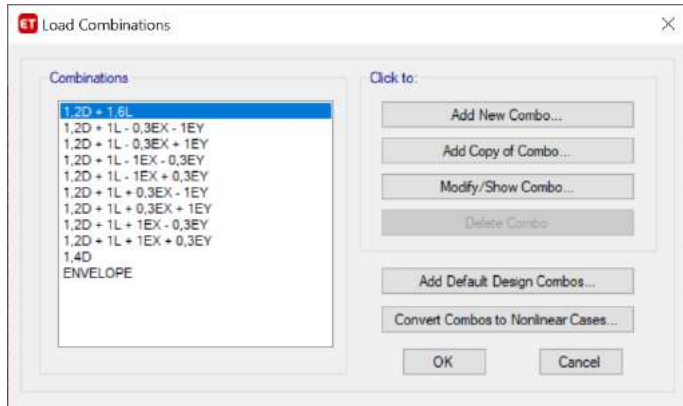 ET Load Combinations
Combinations
1,2D + 1,6L
1,2D + 1L - 0,3EX - 1EY
1,2D + 1L - 0,3EX + 1EY
1,2D + 1L - 1EX - 0,3EY
1,2D + 1L - 1EX + 0,3EY
1,2D + 1L + 0,3EX - 1EY
1,2D + 1L + 0,3EX + 1EY
1,2D + 1L + 1EX - 0,3EY
1,2D + 1L + 1EX + 0,3EY
1,4D
ENVELOPE
Click to:
Add New Combo...
Add Copy of Combo...
Modify/Show Combo...
Delete Combo
Add Default Design Combos...
Convert Combos to Nonlinear Cases...
OK Cancel